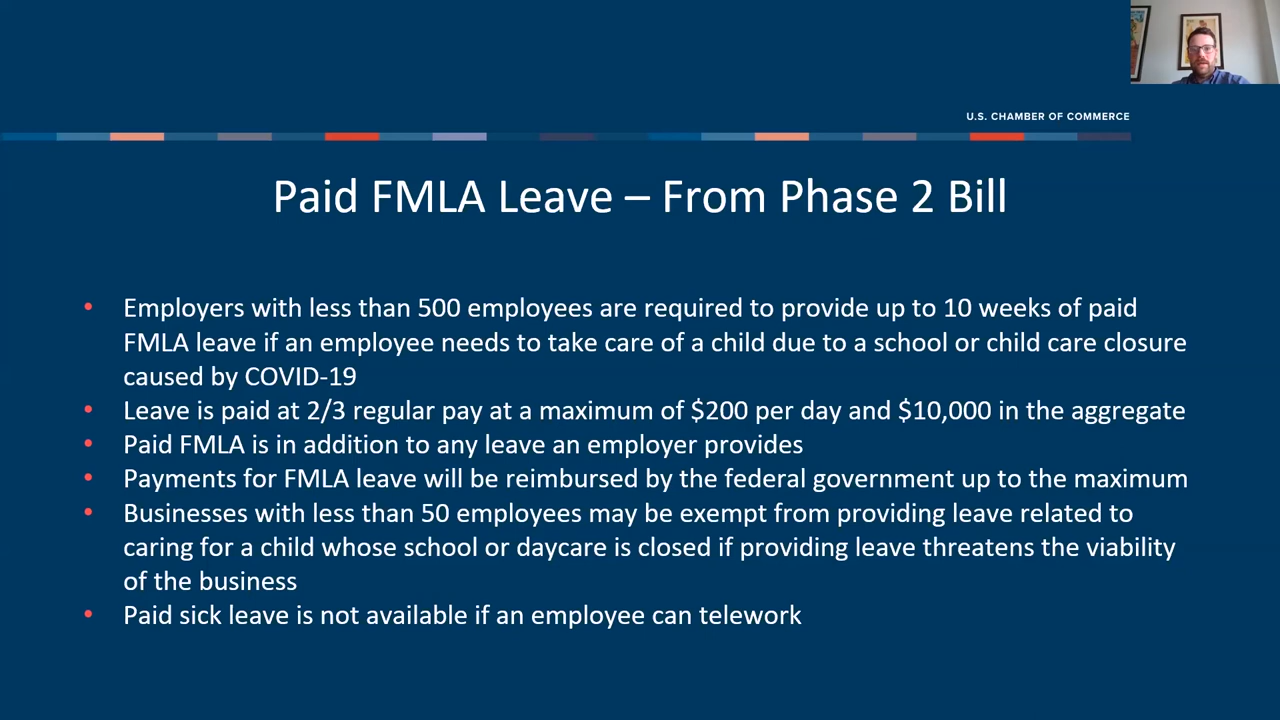 U.S. CHAMBER OF COMMERCE
Paid FMLA Leave – From Phase 2 Bill
• Employers with less than 500 employees are required to provide up to 10 weeks of paid
FMLA leave if an employee needs to take care of a child due to a school or child care closure
caused by COVID-19
• Leave is paid at 2/3 regular pay at a maximum of $200 per day and $10,000 in the aggregate
• Paid FMLA is in addition to any leave an employer provides
• Payments for FMLA leave will be reimbursed by the federal government up to the maximum
• Businesses with less than 50 employees may be exempt from providing leave related to
caring for a child whose school or daycare is closed if providing leave threatens the viability
of the business
• Paid sick leave is not available if an employee can telework